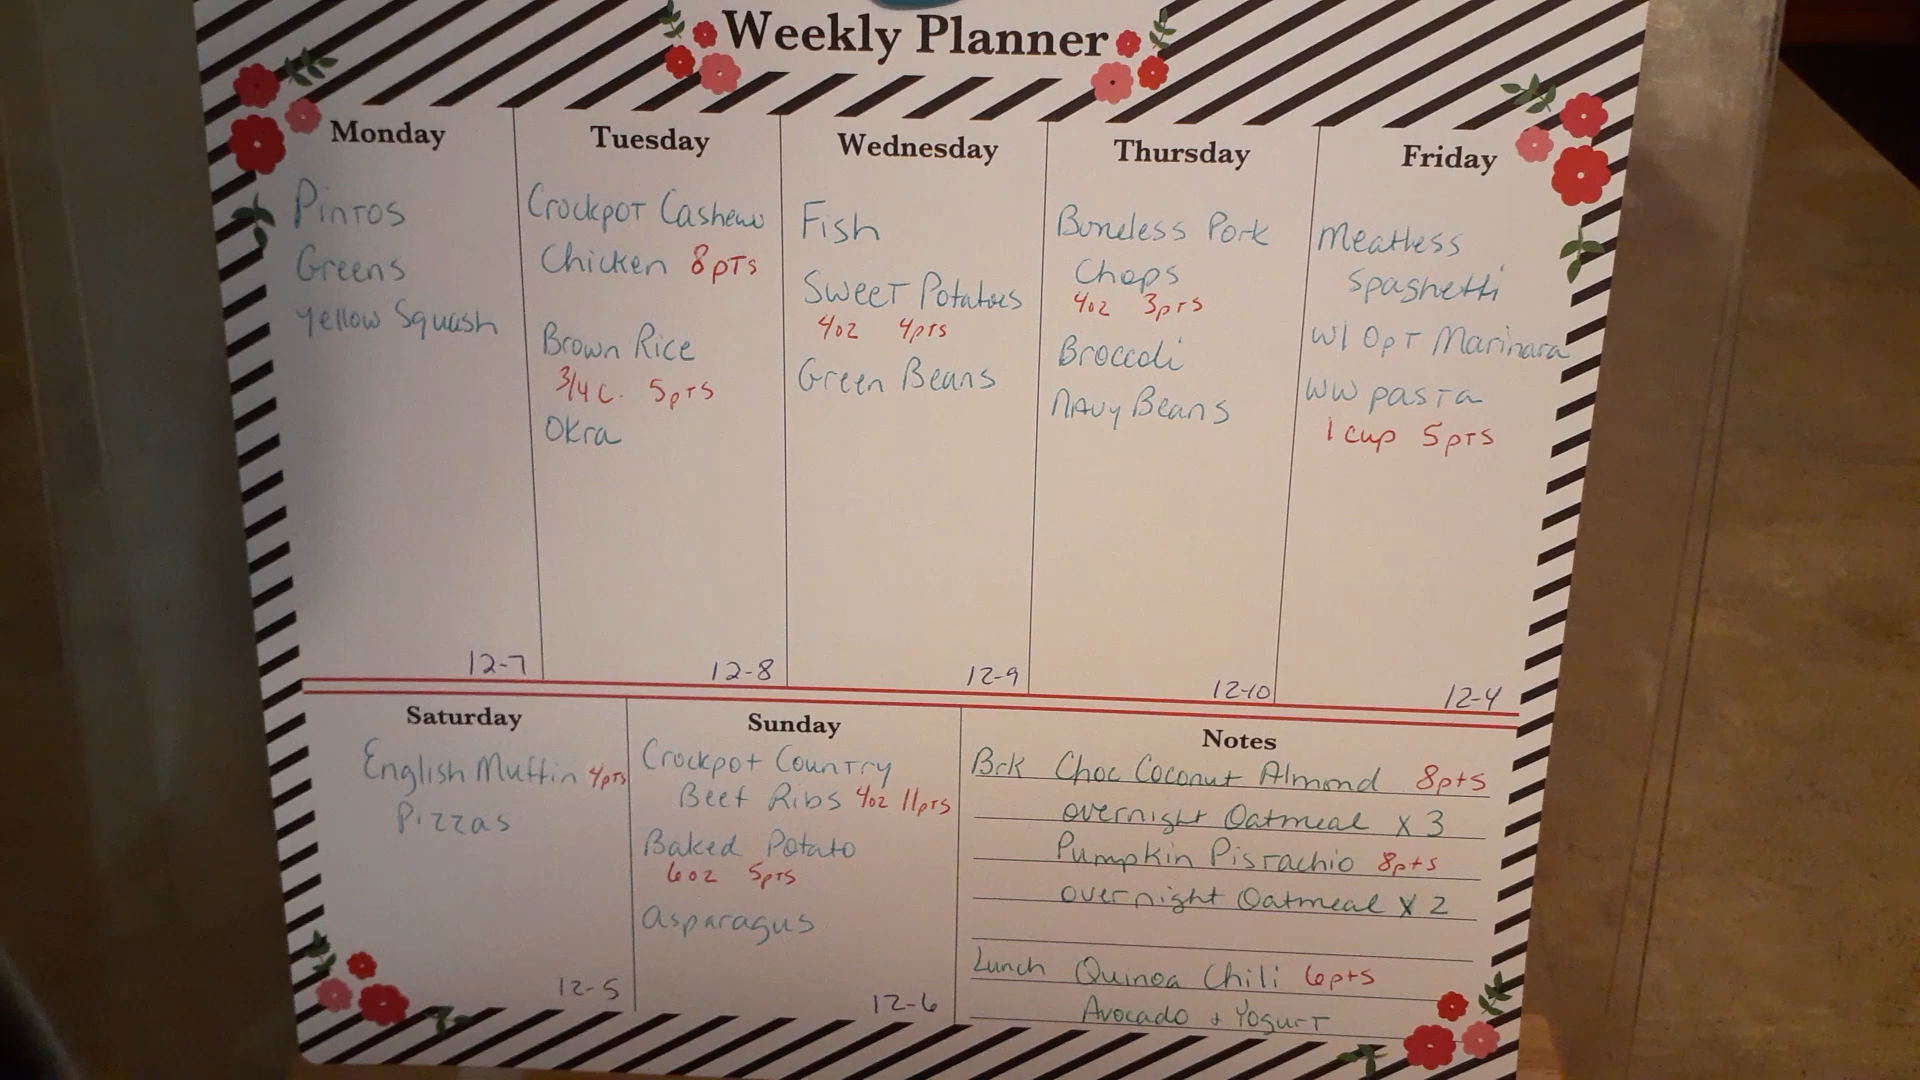 Weekly Planner
Monday
Pintos
Greens
Yellow Squash
12-7
Tuesday
Crockpot Cashew
Chicken 8pts
Brown Rice
3/4 c. 5pts
Okra
12-8
Wednesday
Fish
Sweet Potatoes
4oz 4pts
Green Beans
12-9
Thursday
Boneless Pork
Chops
4oz 3pts
Broccoli
Navy Beans
12-10
Friday
Meatless
Spaghetti
w/ Opt Marinara
WW pasta
1 cup 5pts
12-4
Saturday
English Muffin 4pts
Pizzas
12-5
Sunday
Crockpot Country
Beef Ribs 4oz 11pts
Baked Potato
6oz 5pts
Asparagus
12-6
Notes
Brk Choc Coconut Almond 8pts
overnight Oatmeal x 3
Pumpkin Pistachio 8pts
overnight Oatmeal x 2
Lunch Quinoa Chili 6pts
Avocado + Yogurt